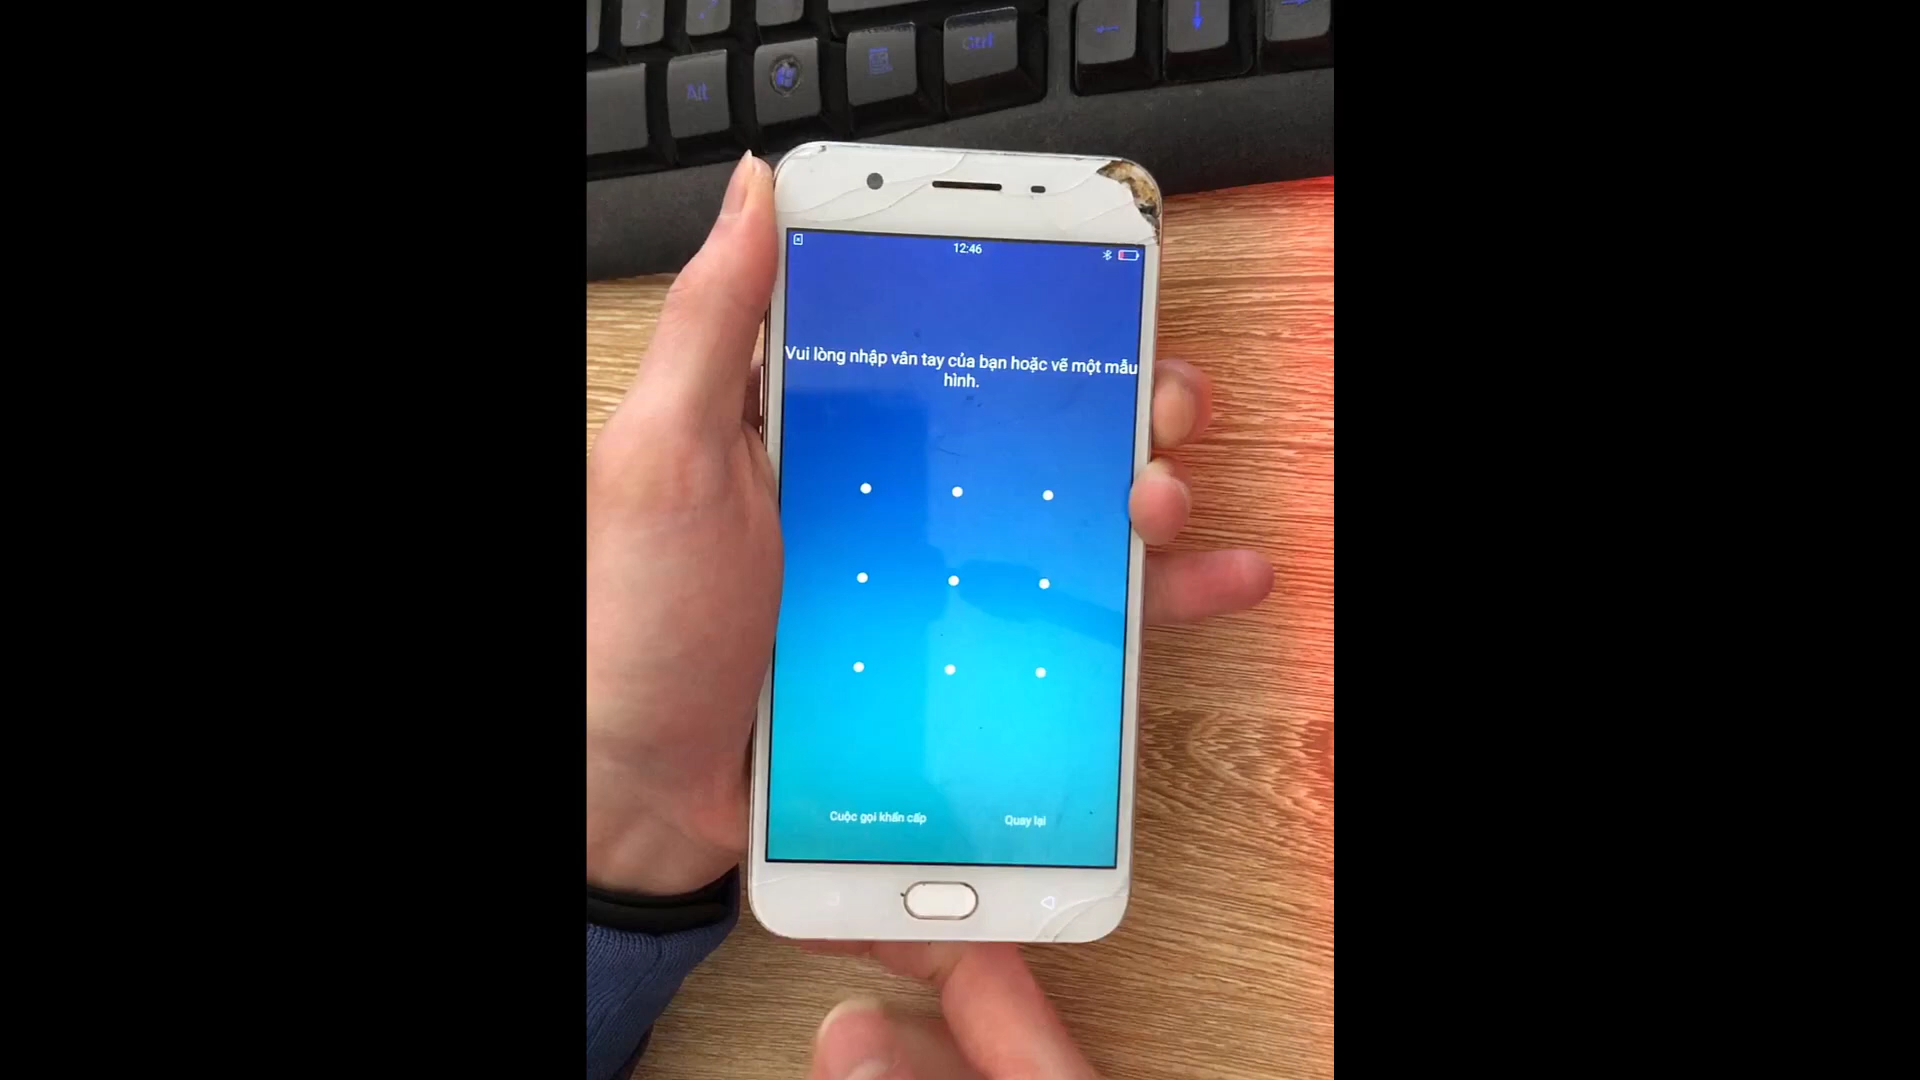 Alt
Ctrl
12:46
Vui lòng nhập vân tay của bạn hoặc vẽ một mẫu
hình.
Cuộc gọi khẩn cấp
Quay lại